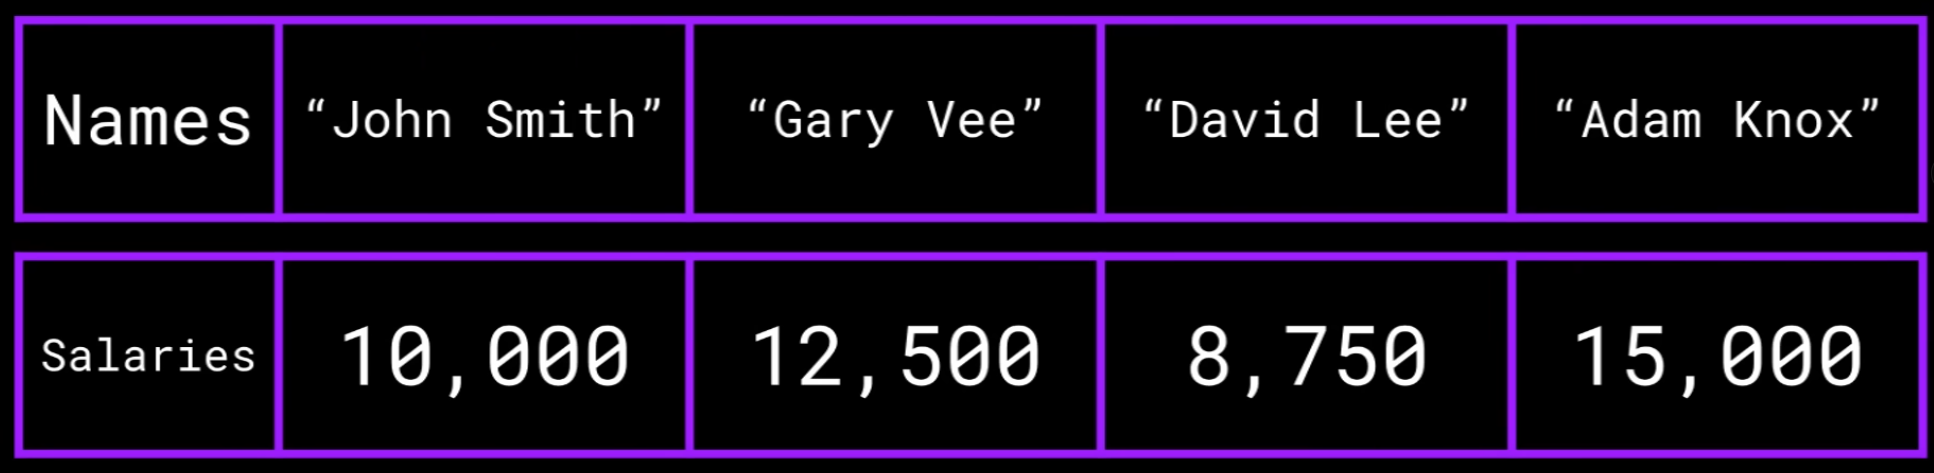 Names “John Smith” “Gary Vee” “David Lee” “Adam Knox”
Salaries 10,000 12,500 8,750 15,000